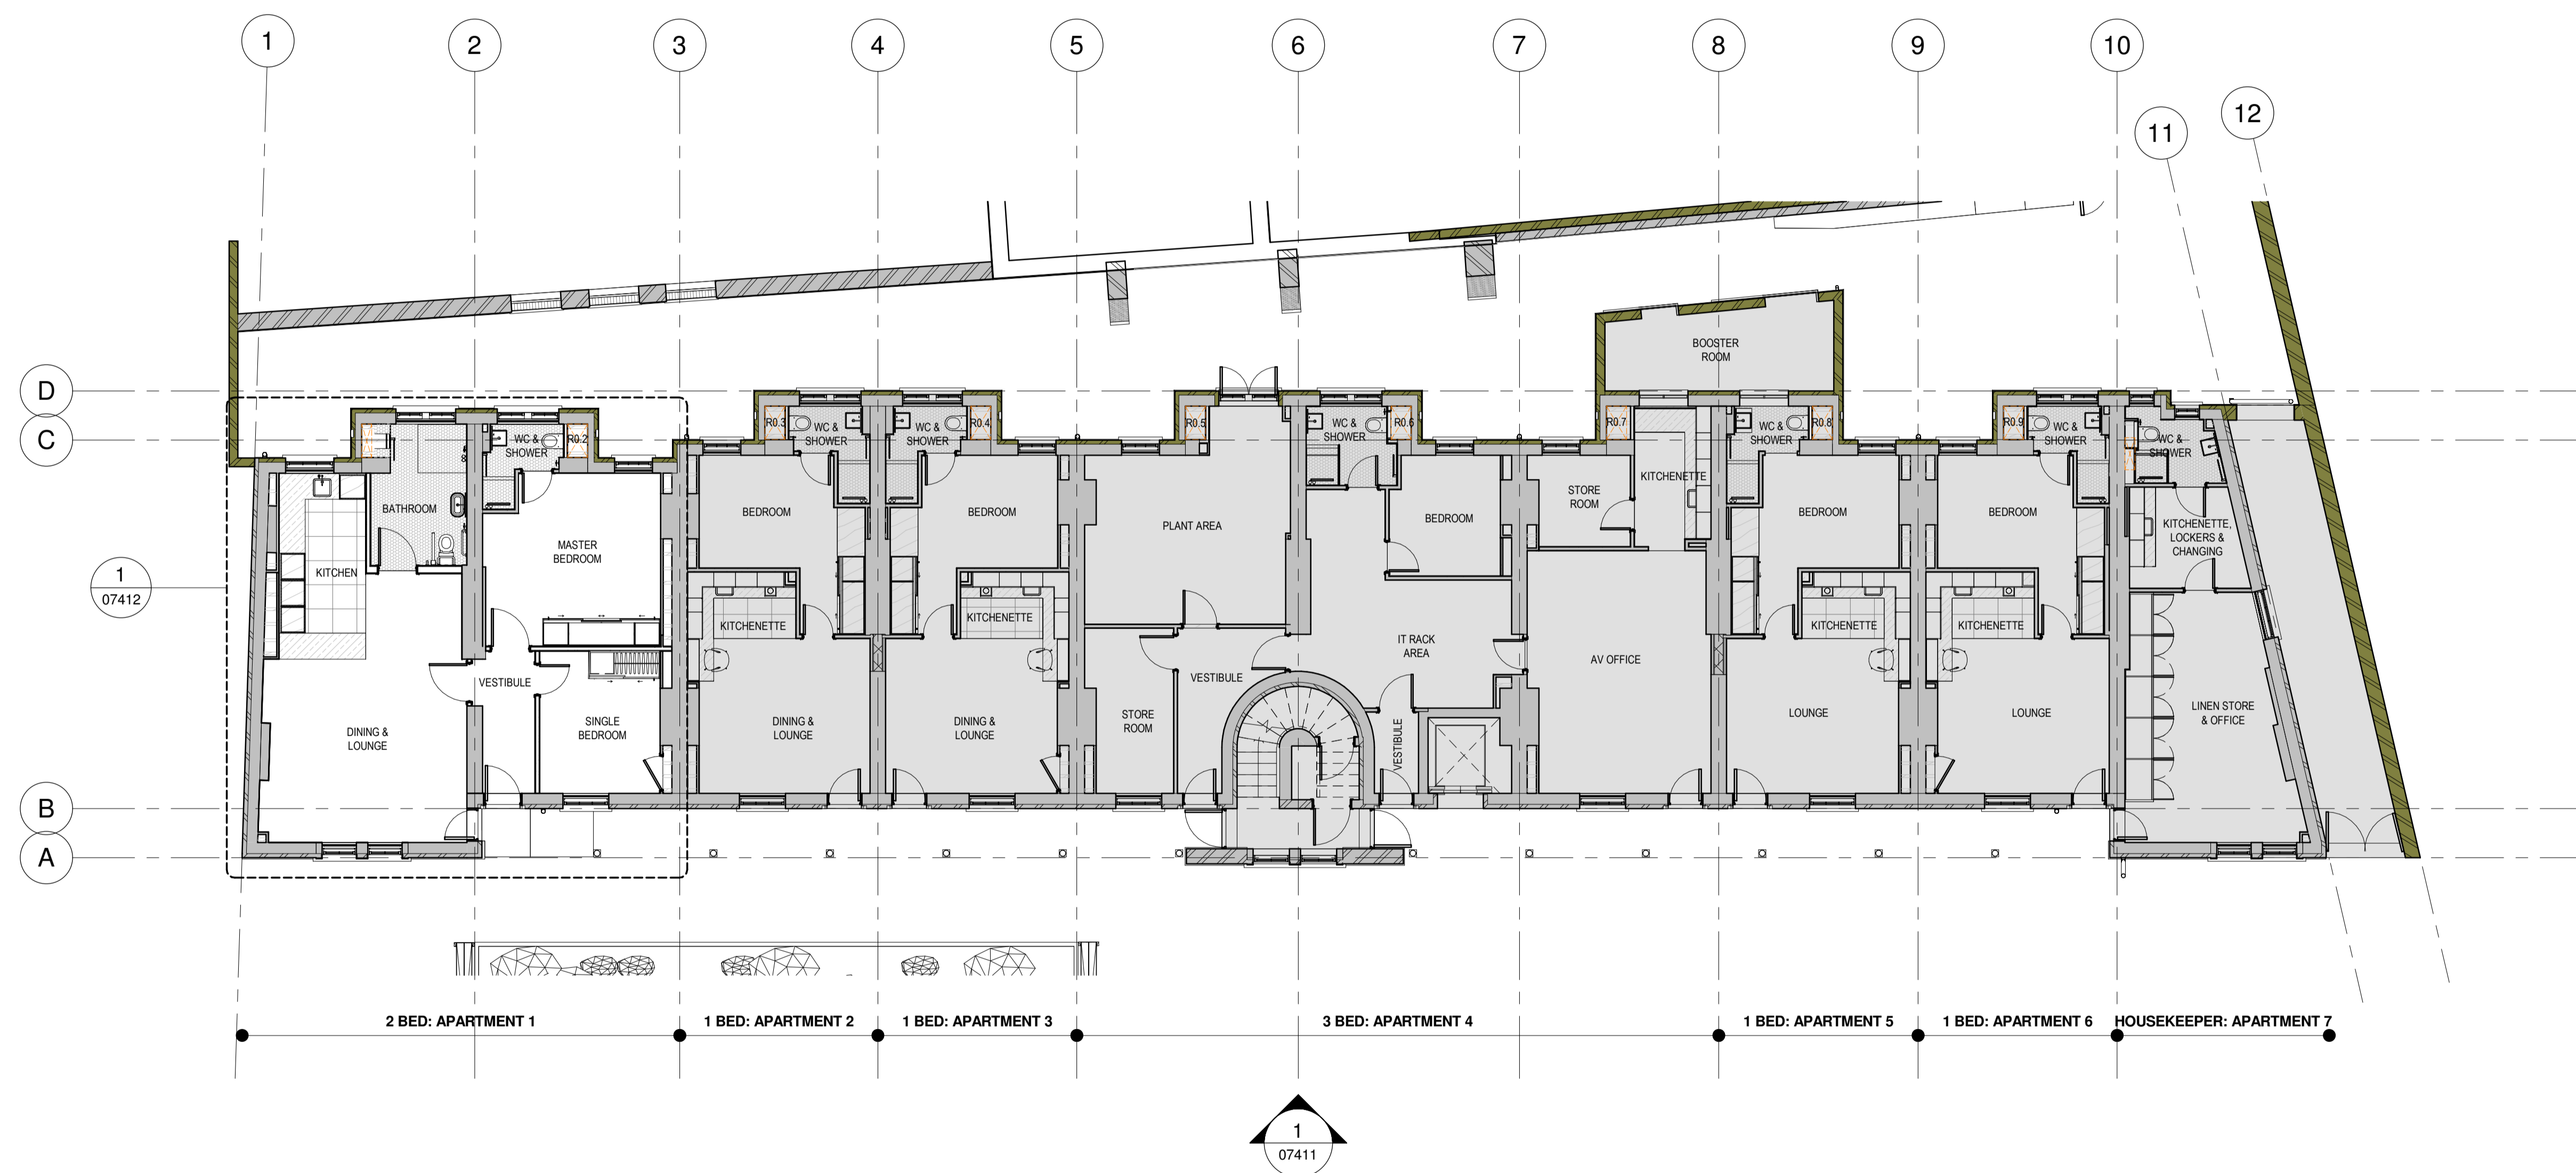 1
2
3
4
5
6
7
8
9
10
11
12
D
C
B
A
1
07412
BOOSTER
ROOM
R0.2
R0.3
R0.4
R0.5
R0.6
R0.7
R0.8
R0.9
WC &
SHOWER
WC &
SHOWER
WC &
SHOWER
WC &
SHOWER
WC &
SHOWER
WC &
SHOWER
WC &
SHOWER
BATHROOM
KITCHEN
MASTER
BEDROOM
VESTIBULE
SINGLE
BEDROOM
DINING &
LOUNGE
BEDROOM
KITCHENETTE
DINING &
LOUNGE
BEDROOM
KITCHENETTE
DINING &
LOUNGE
PLANT AREA
STORE
ROOM
VESTIBULE
BEDROOM
IT RACK
AREA
VESTIBULE
STORE
ROOM
KITCHENETTE
AV OFFICE
BEDROOM
KITCHENETTE
LOUNGE
BEDROOM
KITCHENETTE
LOUNGE
KITCHENETTE,
LOCKERS &
CHANGING
LINEN STORE
& OFFICE
2 BED: APARTMENT 1
1 BED: APARTMENT 2
1 BED: APARTMENT 3
3 BED: APARTMENT 4
1 BED: APARTMENT 5
1 BED: APARTMENT 6
HOUSEKEEPER: APARTMENT 7
1
07411